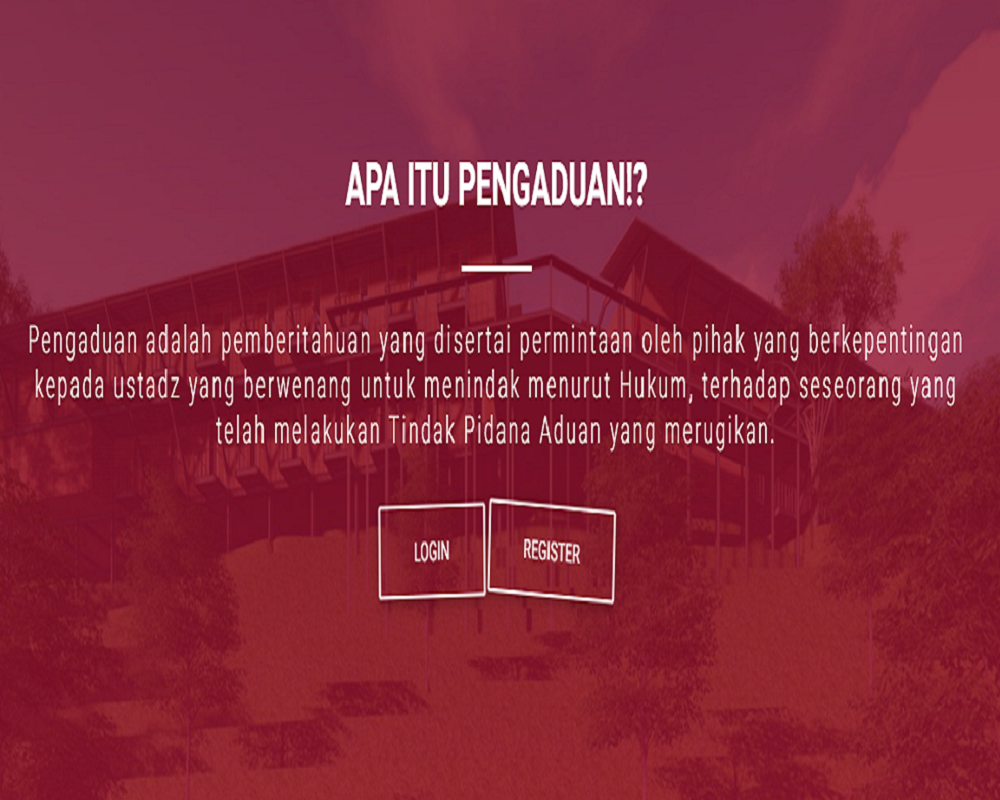 APA ITU PENGADUAN!?
Pengaduan adalah pemberitahuan yang disertai permintaan oleh pihak yang berkepentingan
kepada ustadz yang berwenang untuk menindak menurut Hukum, terhadap seseorang yang
telah melakukan Tindak Pidana Aduan yang merugikan.
LOGIN
REGISTER